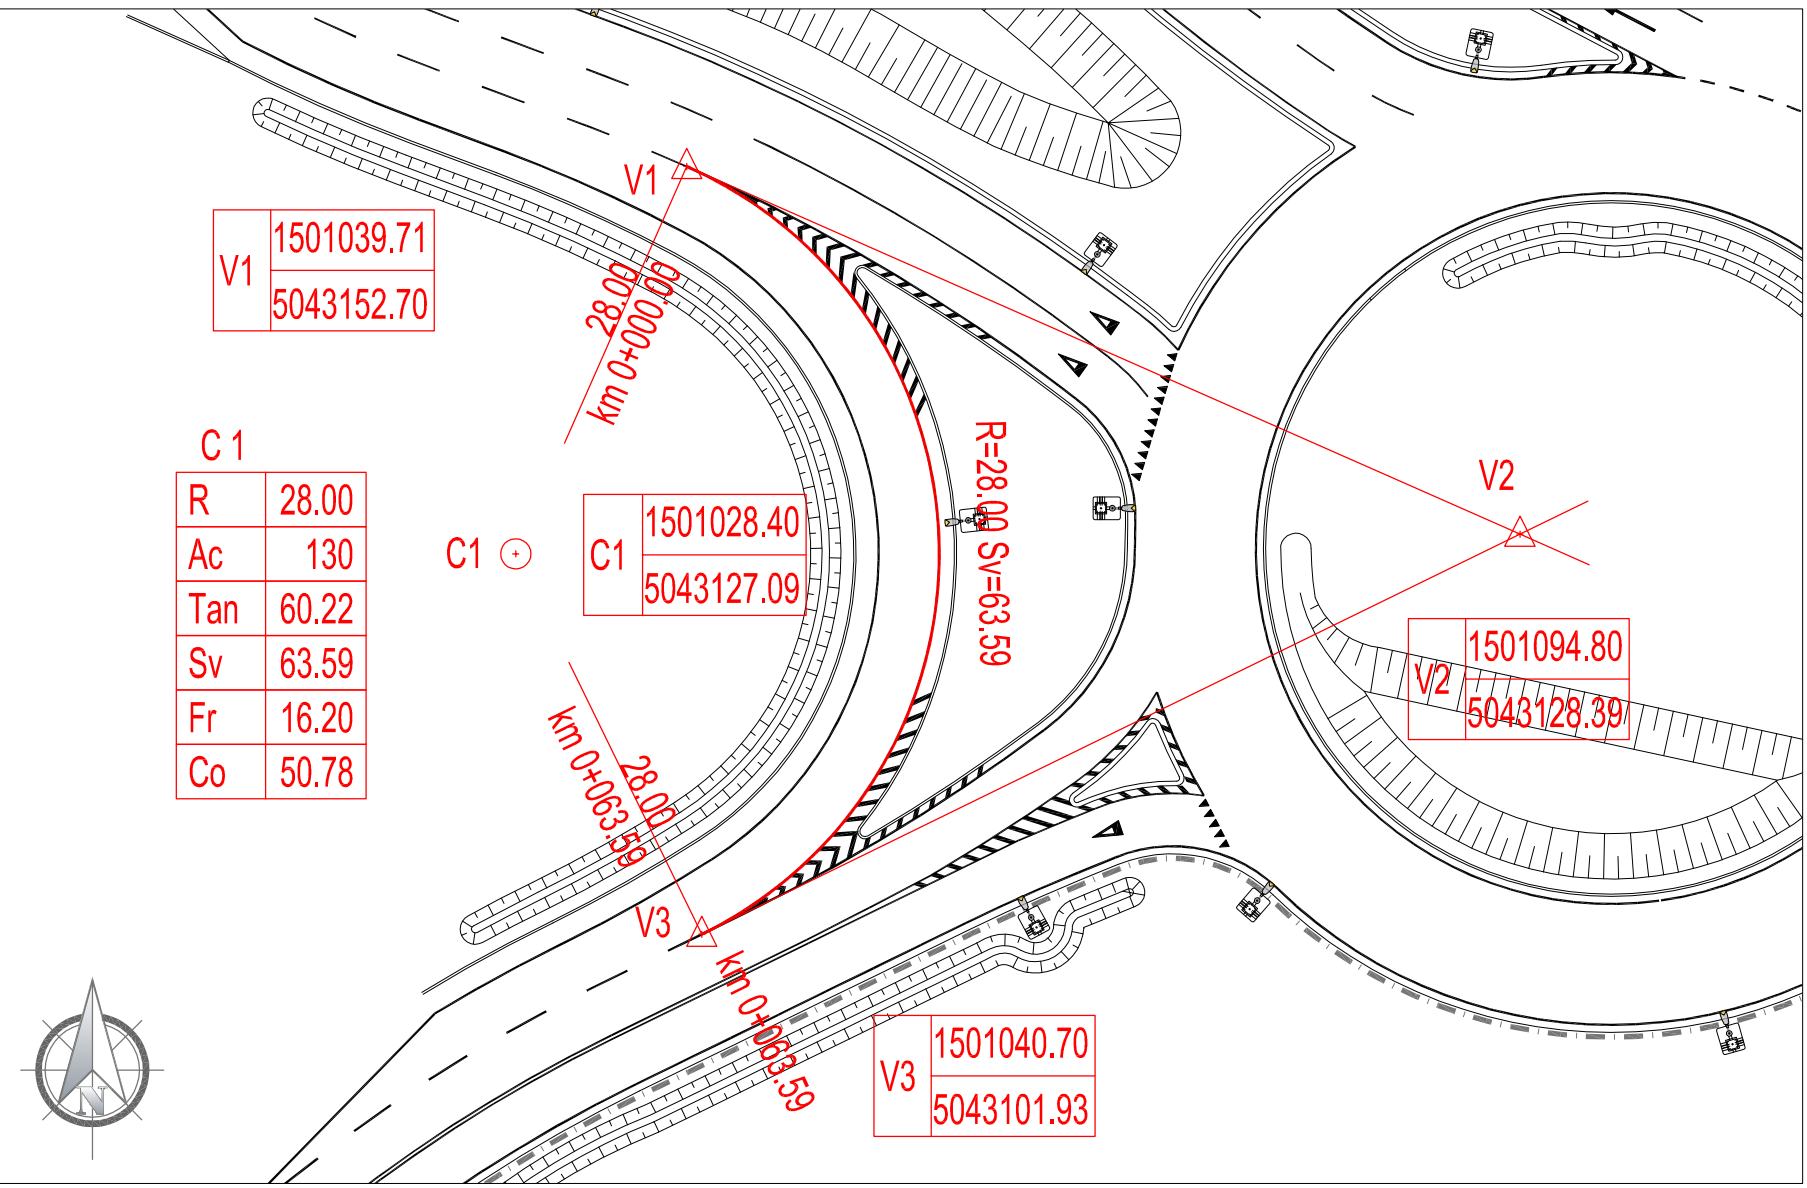 V1
V1
1501039.71
5043152.70
28.00
km 0+000.00
C 1
R 28.00
Ac 130
Tan 60.22
Sv 63.59
Fr 16.20
Co 50.78
C1
C1
1501028.40
5043127.09
R=28.00 Sv=63.59
V2
V2
1501094.80
5043128.39
28.00
km 0+063.59
V3
km 0+063.59
V3
1501040.70
5043101.93
N